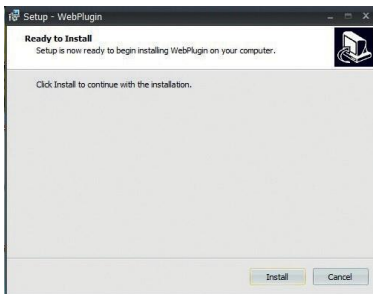 Setup - WebPlugin
Ready to Install
Setup is now ready to begin installing WebPlugin on your computer.
Click Install to continue with the installation.
Install
Cancel